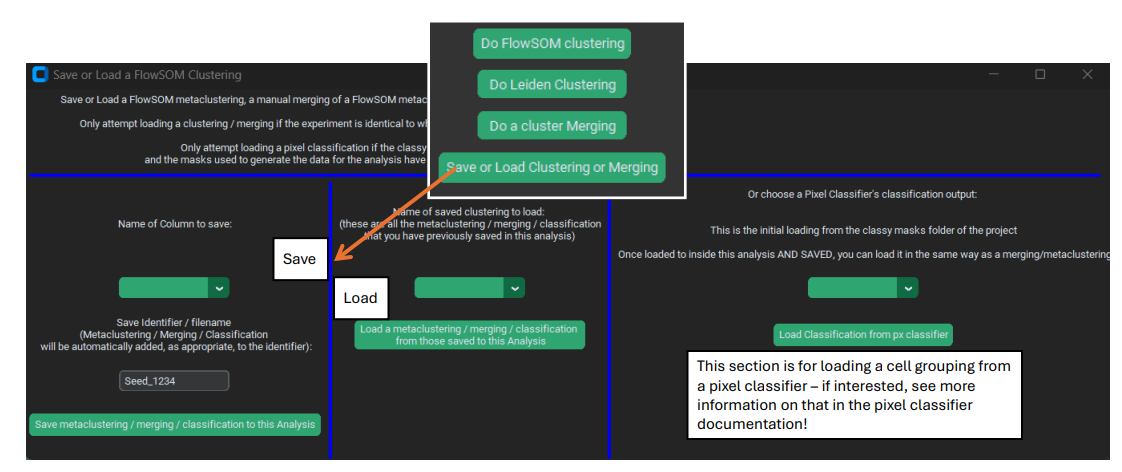 Do FlowSOM clustering
Do Leiden Clustering
Do a cluster Merging
Save or Load Clustering or Merging
Save or Load a FlowSOM Clustering
Save or Load a FlowSOM metaclustering, a manual merging of a FlowSOM metac
Only attempt loading a clustering / merging if the experiment is identical to
Only attempt loading a pixel classification if the classy
and the masks used to generate the data for the analysis have
Name of Column to save:
Save Identifier / filename
(Metaclustering / Merging / Classification
will be automatically added, as appropriate, to the identifier):
Seed_1234
Save metaclustering / merging / classification to this Analysis
Save
Load
Name of saved clustering to load:
(these are all the metaclustering / merging / classification
that you have previously saved in this analysis)
Load a metaclustering / merging / classification
from those saved to this Analysis
Or choose a Pixel Classifier's classification output:
This is the initial loading from the classy masks folder of the project
Once loaded to inside this analysis AND SAVED, you can load it in the same way as a merging/metaclustering
Load Classification from px classifier
This section is for loading a cell grouping from
a pixel classifier – if interested, see more
information on that in the pixel classifier
documentation!